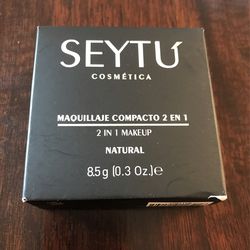 SEYTÚ
COSMÉTICA
MAQUILLAJE COMPACTO 2 EN 1
2 IN 1 MAKEUP
NATURAL
8.5 g (0.3 Oz.) ℮